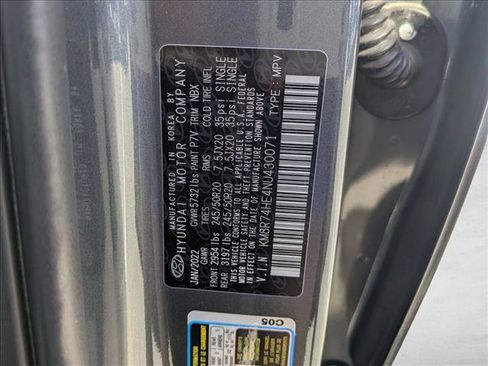 MANUFACTURED IN KOREA BY
HYUNDAI MOTOR COMPANY
JAN/2022 GVWR 5732 lbs PAINT P7V TRIM NBX
GAWR TIRES RIMS COLD TIRE INFL
FRONT 2954 lbs 245/50R20 7.5JX20 35psi SINGLE
REAR 3197 lbs 245/50R20 7.5JX20 35psi SINGLE
THIS VEHICLE CONFORMS TO ALL APPLICABLE U.S.A. FEDERAL
MOTOR VEHICLE SAFETY AND THEFT PREVENTION STANDARDS
IN EFFECT ON THE DATE OF MANUFACTURE SHOWN ABOVE.
V.I.N : KM8R74HE4NU430071 TYPE : MPV
C05